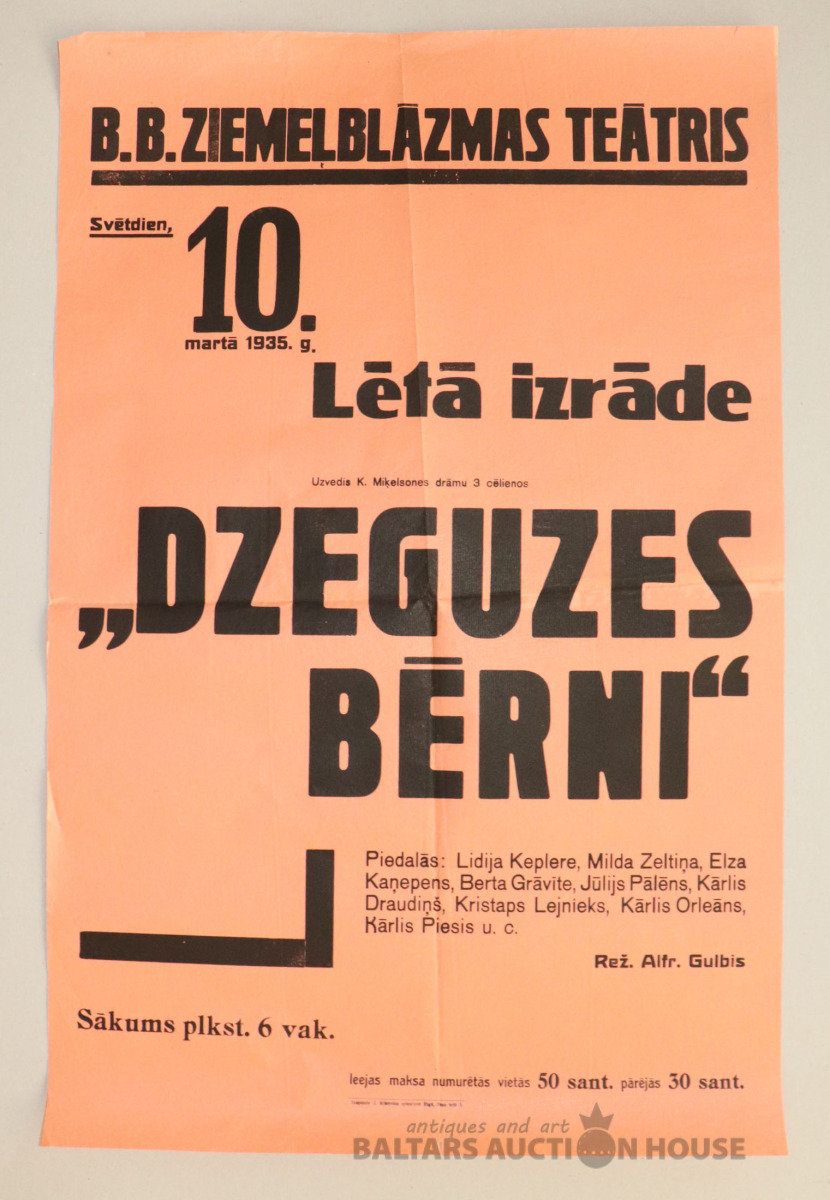 B. B. ZIEMEĻBLĀZMAS TEĀTRIS
Svētdien,
10.
martā 1935. g.
Lētā izrāde
Uzvedīs K. Miķelsones drāmu 3 cēlienos
„DZEGUZES
BĒRNI“
Piedalās: Lidija Keplere, Milda Zeltiņa, Elza
Kaņepens, Berta Grāvīte, Jūlijs Pālēns, Kārlis
Draudiņš, Kristaps Lejnieks, Kārlis Orleāns,
Kārlis Piesis u. c.
Rež. Alfr. Gulbis
Sākums plkst. 6 vak.
Ieejas maksa numurētās vietās 50 sant. pārējās 30 sant.
antiques and art
BALTARS AUCTION HOUSE